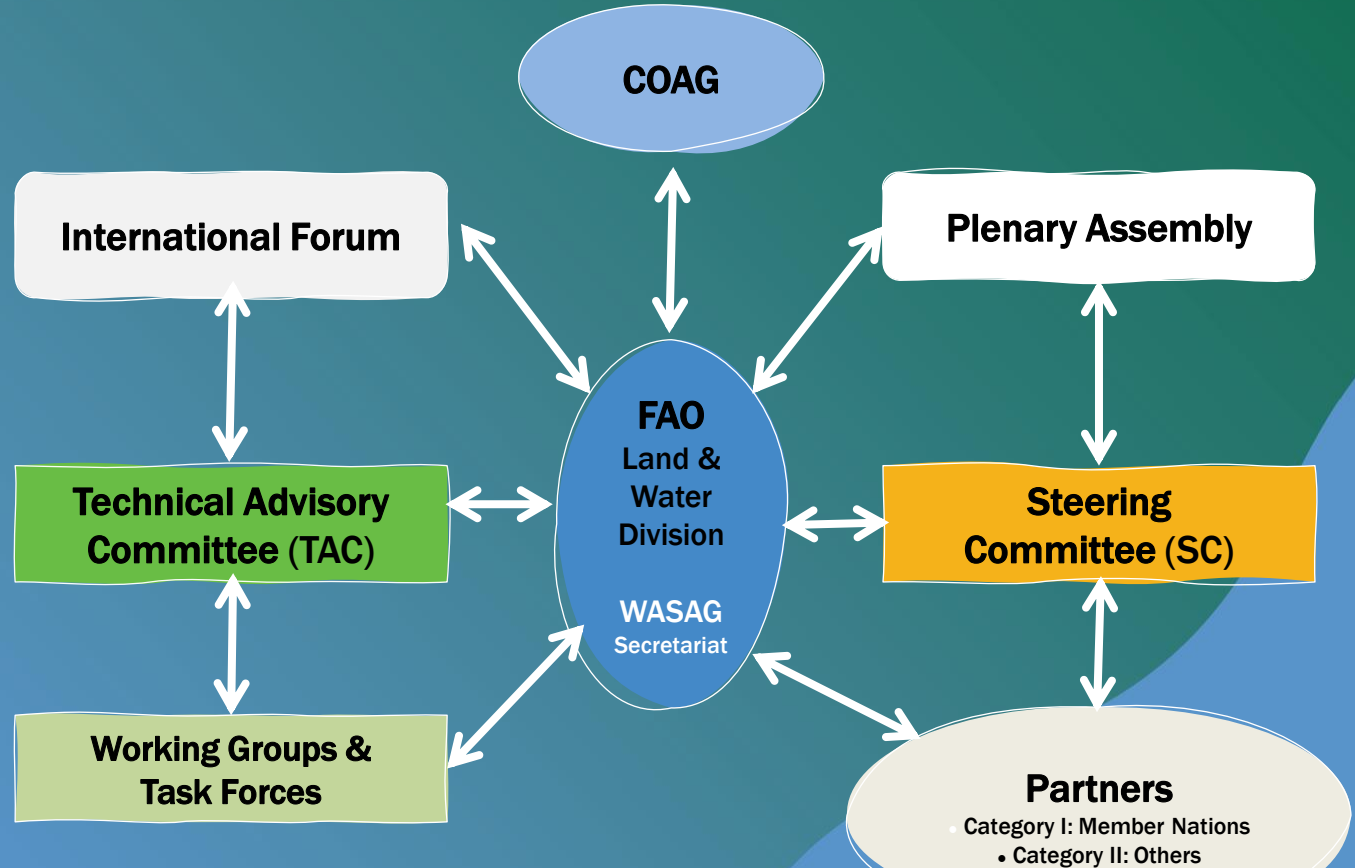 COAG
International Forum
Plenary Assembly
FAO
Land &
Water
Division
WASAG
Secretariat
Technical Advisory
Committee (TAC)
Steering
Committee (SC)
Working Groups &
Task Forces
Partners
• Category I: Member Nations
• Category II: Others